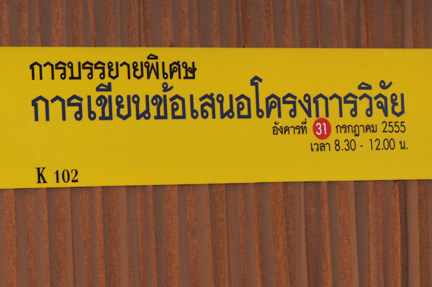 การบรรยายพิเศษ
การเขียนข้อเสนอโครงการวิจัย
อังคารที่ 31 กรกฎาคม 2555
เวลา 8.30 - 12.00 น.
K 102